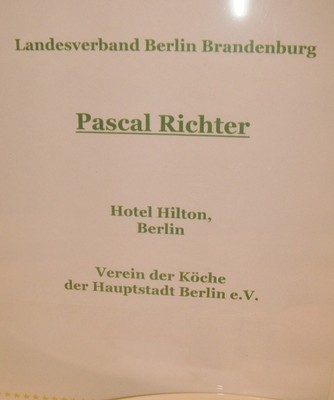 Landesverband Berlin Brandenburg
Pascal Richter
Hotel Hilton,
Berlin
Verein der Köche
der Hauptstadt Berlin e.V.